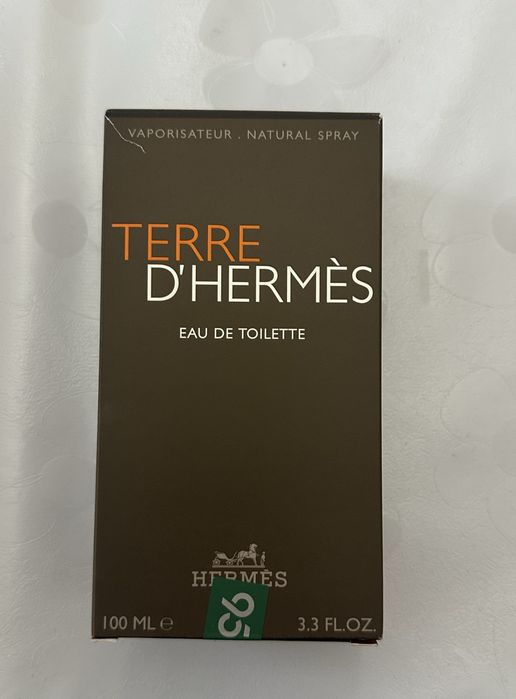 VAPORISATEUR . NATURAL SPRAY
TERRE
D'HERMÈS
EAU DE TOILETTE
HERMÈS
100 ML ℮ 3.3 FL.OZ.